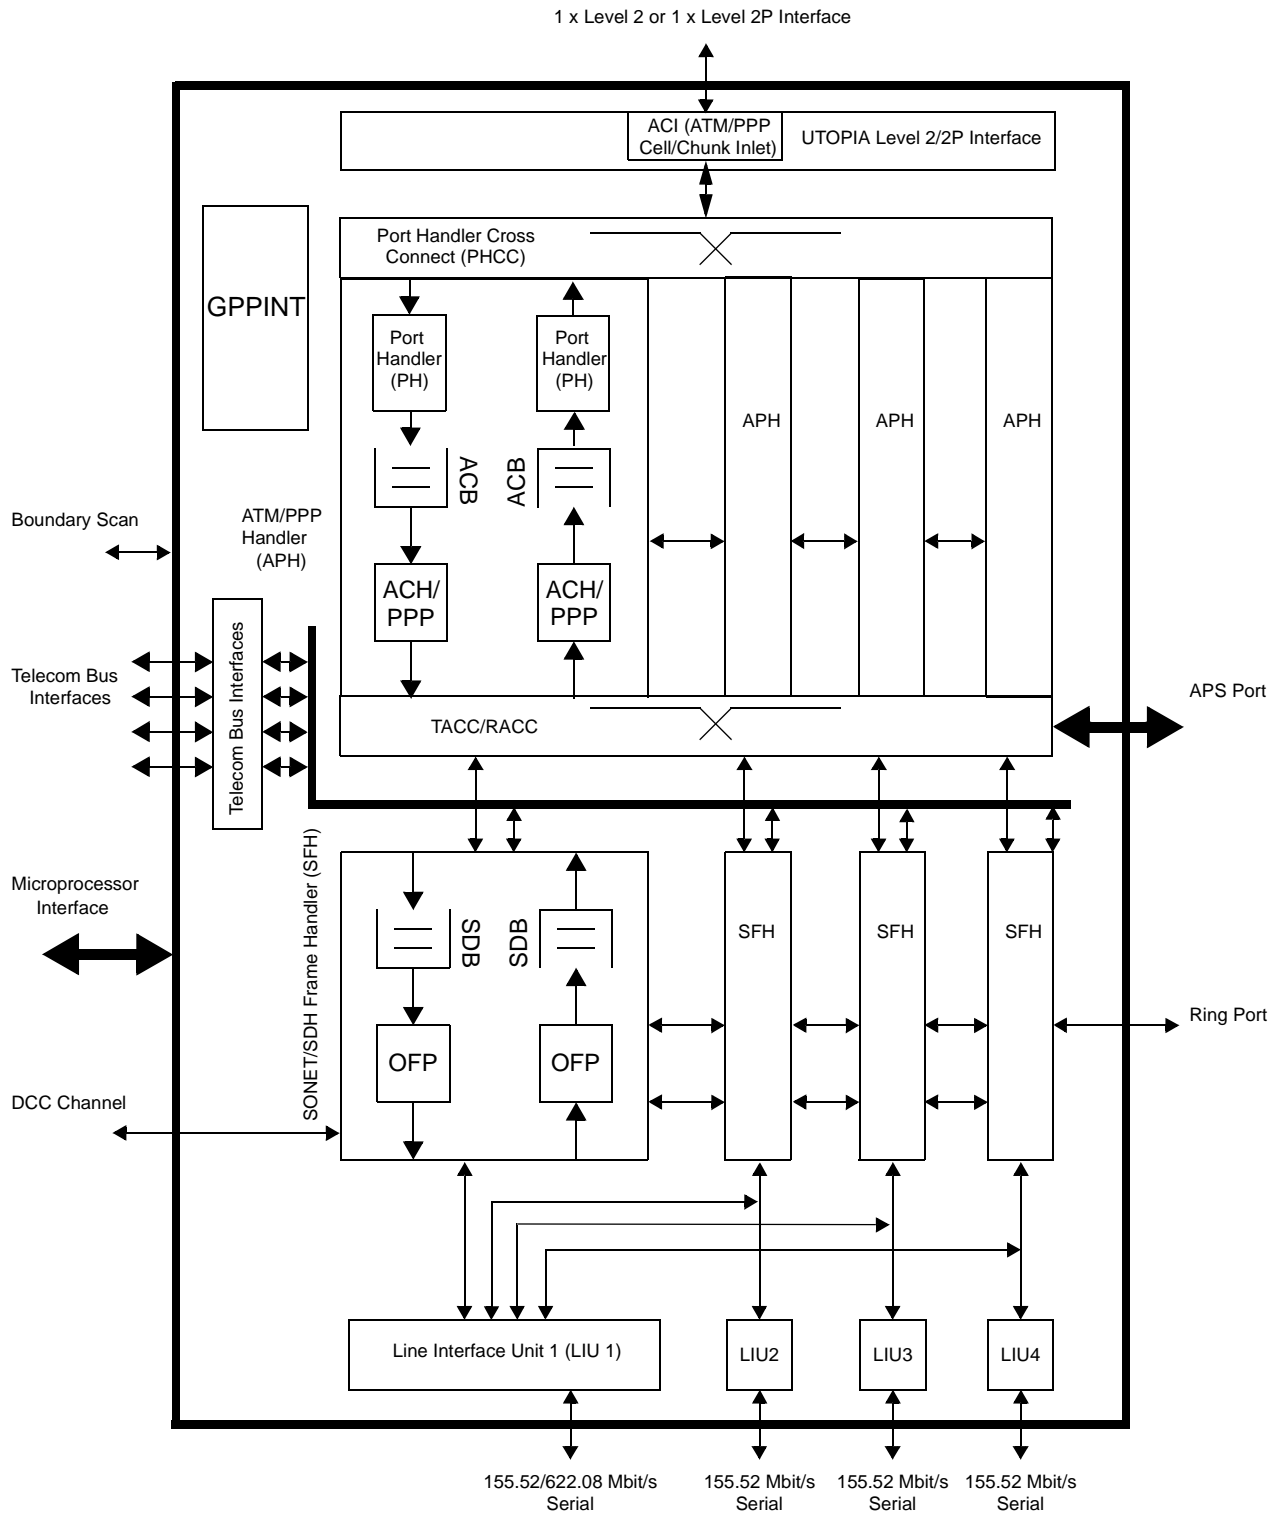 1 x Level 2 or 1 x Level 2P Interface
ACI (ATM/PPP
Cell/Chunk Inlet)
UTOPIA Level 2/2P Interface
GPPINT
Port Handler Cross
Connect (PHCC)
Port
Handler
(PH)
Port
Handler
(PH)
APH
APH
APH
ACB
ACB
Boundary Scan
ATM/PPP
Handler
(APH)
ACH/
PPP
ACH/
PPP
Telecom Bus
Interfaces
Telecom Bus Interfaces
TACC/RACC
APS Port
Microprocessor
Interface
SONET/SDH Frame Handler (SFH)
SDB
SDB
SFH
SFH
SFH
OFP
OFP
Ring Port
DCC Channel
Line Interface Unit 1 (LIU 1)
LIU2
LIU3
LIU4
155.52/622.08 Mbit/s
Serial
155.52 Mbit/s
Serial
155.52 Mbit/s
Serial
155.52 Mbit/s
Serial